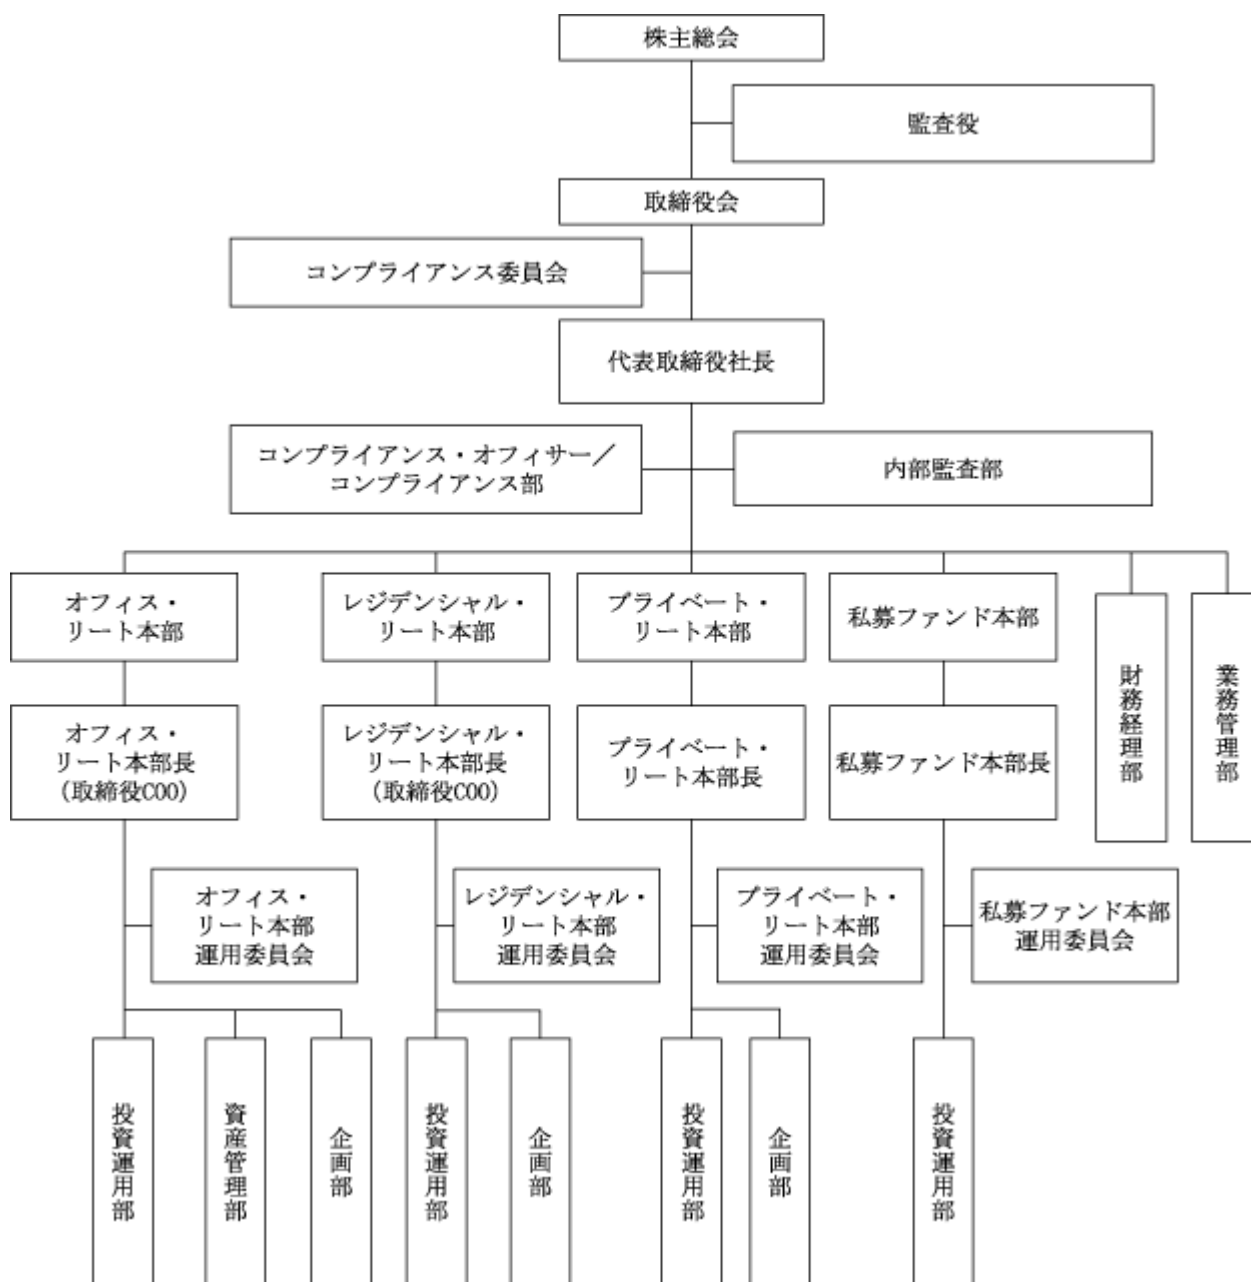 株主総会
監査役
取締役会
コンプライアンス委員会
代表取締役社長
コンプライアンス・オフィサー／
コンプライアンス部
内部監査部
オフィス・
リート本部
レジデンシャル・
リート本部
プライベート・
リート本部
私募ファンド本部
財務経理部
業務管理部
オフィス・
リート本部長
（取締役COO）
レジデンシャル・
リート本部長
（取締役COO）
プライベート・
リート本部長
私募ファンド本部長
オフィス・
リート本部
運用委員会
レジデンシャル・
リート本部
運用委員会
プライベート・
リート本部
運用委員会
私募ファンド本部
運用委員会
投資運用部
資産管理部
企画部
投資運用部
企画部
投資運用部
企画部
投資運用部